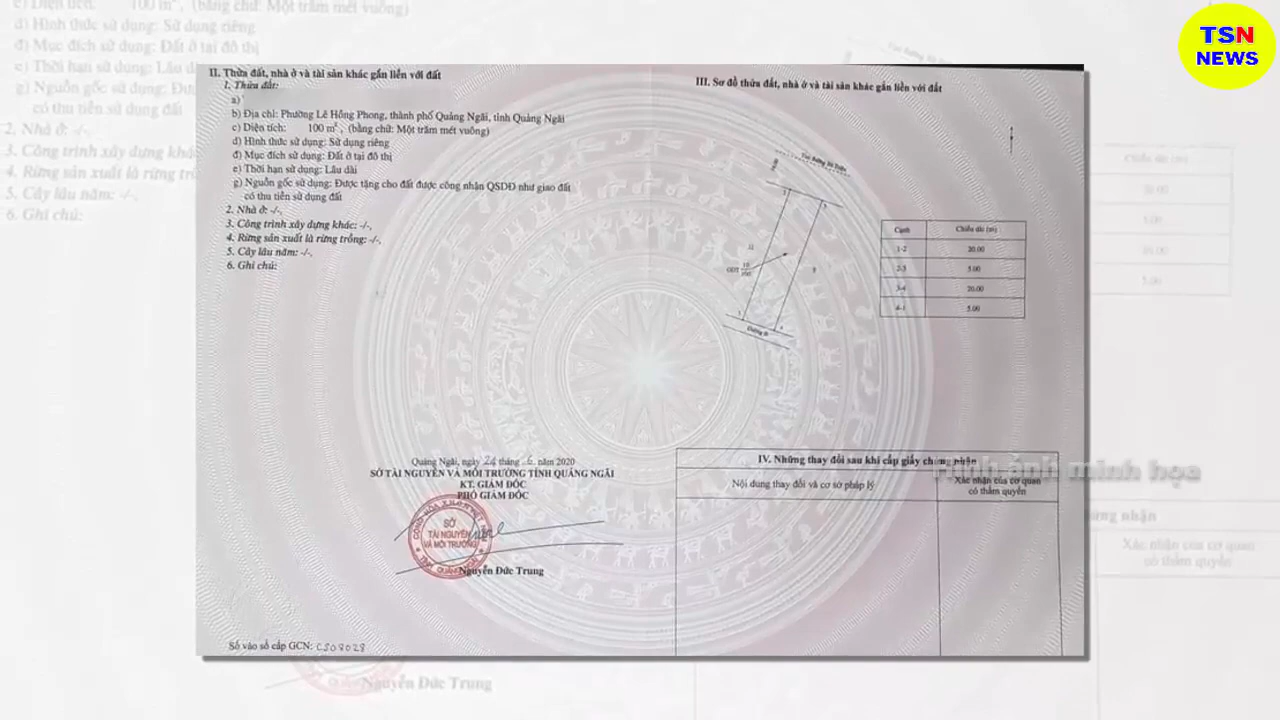 TSN
NEWS
II. Thửa đất, nhà ở và tài sản khác gắn liền với đất
1. Thửa đất:
a)
b) Địa chỉ: Phường Lê Hồng Phong, thành phố Quảng Ngãi, tỉnh Quảng Ngãi
c) Diện tích: 100 m², (bằng chữ: Một trăm mét vuông)
d) Hình thức sử dụng: Sử dụng riêng
đ) Mục đích sử dụng: Đất ở tại đô thị
e) Thời hạn sử dụng: Lâu dài
g) Nguồn gốc sử dụng: Được tặng cho đất được công nhận QSDĐ như giao đất
có thu tiền sử dụng đất
2. Nhà ở: -/-,
3. Công trình xây dựng khác: -/-,
4. Rừng sản xuất là rừng trồng: -/-,
5. Cây lâu năm: -/-,
6. Ghi chú:
III. Sơ đồ thửa đất, nhà ở và tài sản khác gắn liền với đất
Cạnh Chiều dài (m)
1-2 20.00
2-3 5.00
3-4 20.00
4-1 5.00
Quảng Ngãi, ngày 24 tháng 6 năm 2020
SỞ TÀI NGUYÊN VÀ MÔI TRƯỜNG TỈNH QUẢNG NGÃI
KT. GIÁM ĐỐC
PHÓ GIÁM ĐỐC
SỞ
TÀI NGUYÊN
VÀ MÔI TRƯỜNG
Nguyễn Đức Trung
Số vào sổ cấp GCN: CS08028
IV. Những thay đổi sau khi cấp giấy chứng nhận
Nội dung thay đổi và cơ sở pháp lý
Xác nhận của cơ quan
có thẩm quyền
Hình ảnh minh họa